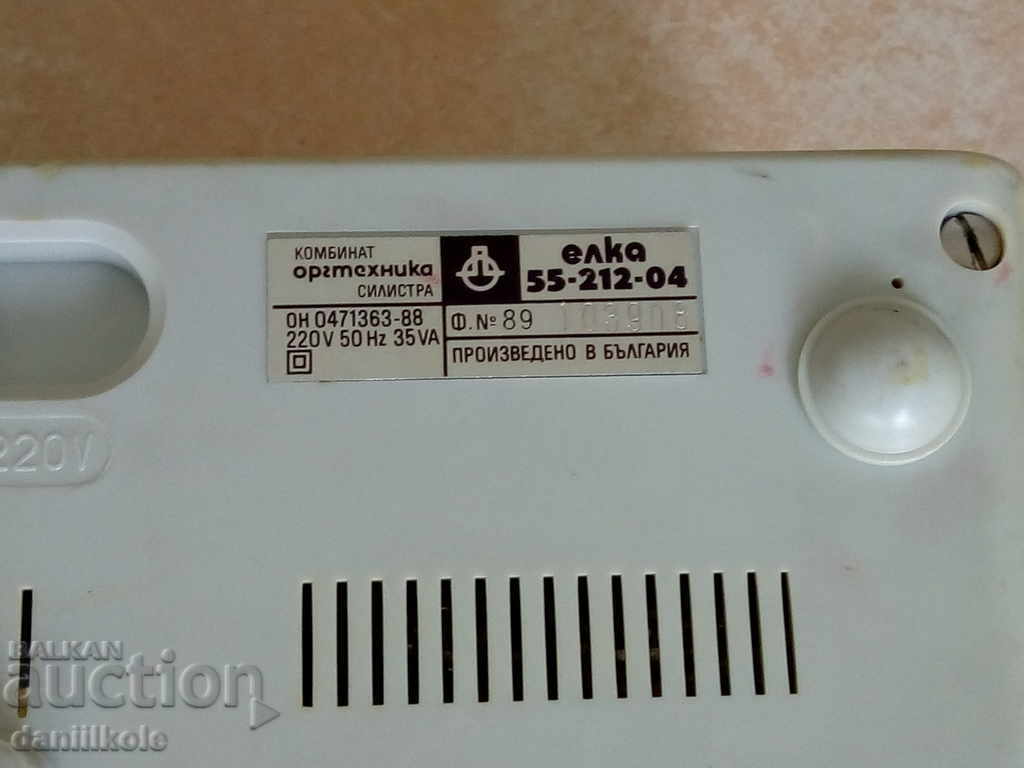 КОМБИНАТ
оргтехника
СИЛИСТРА
елка
55-212-04
ОН 0471363-88
220V 50 Hz 35VA
Ф.№ 89 103908
ПРОИЗВЕДЕНО В БЪЛГАРИЯ
220V
BALKAN
auction
daniilkole